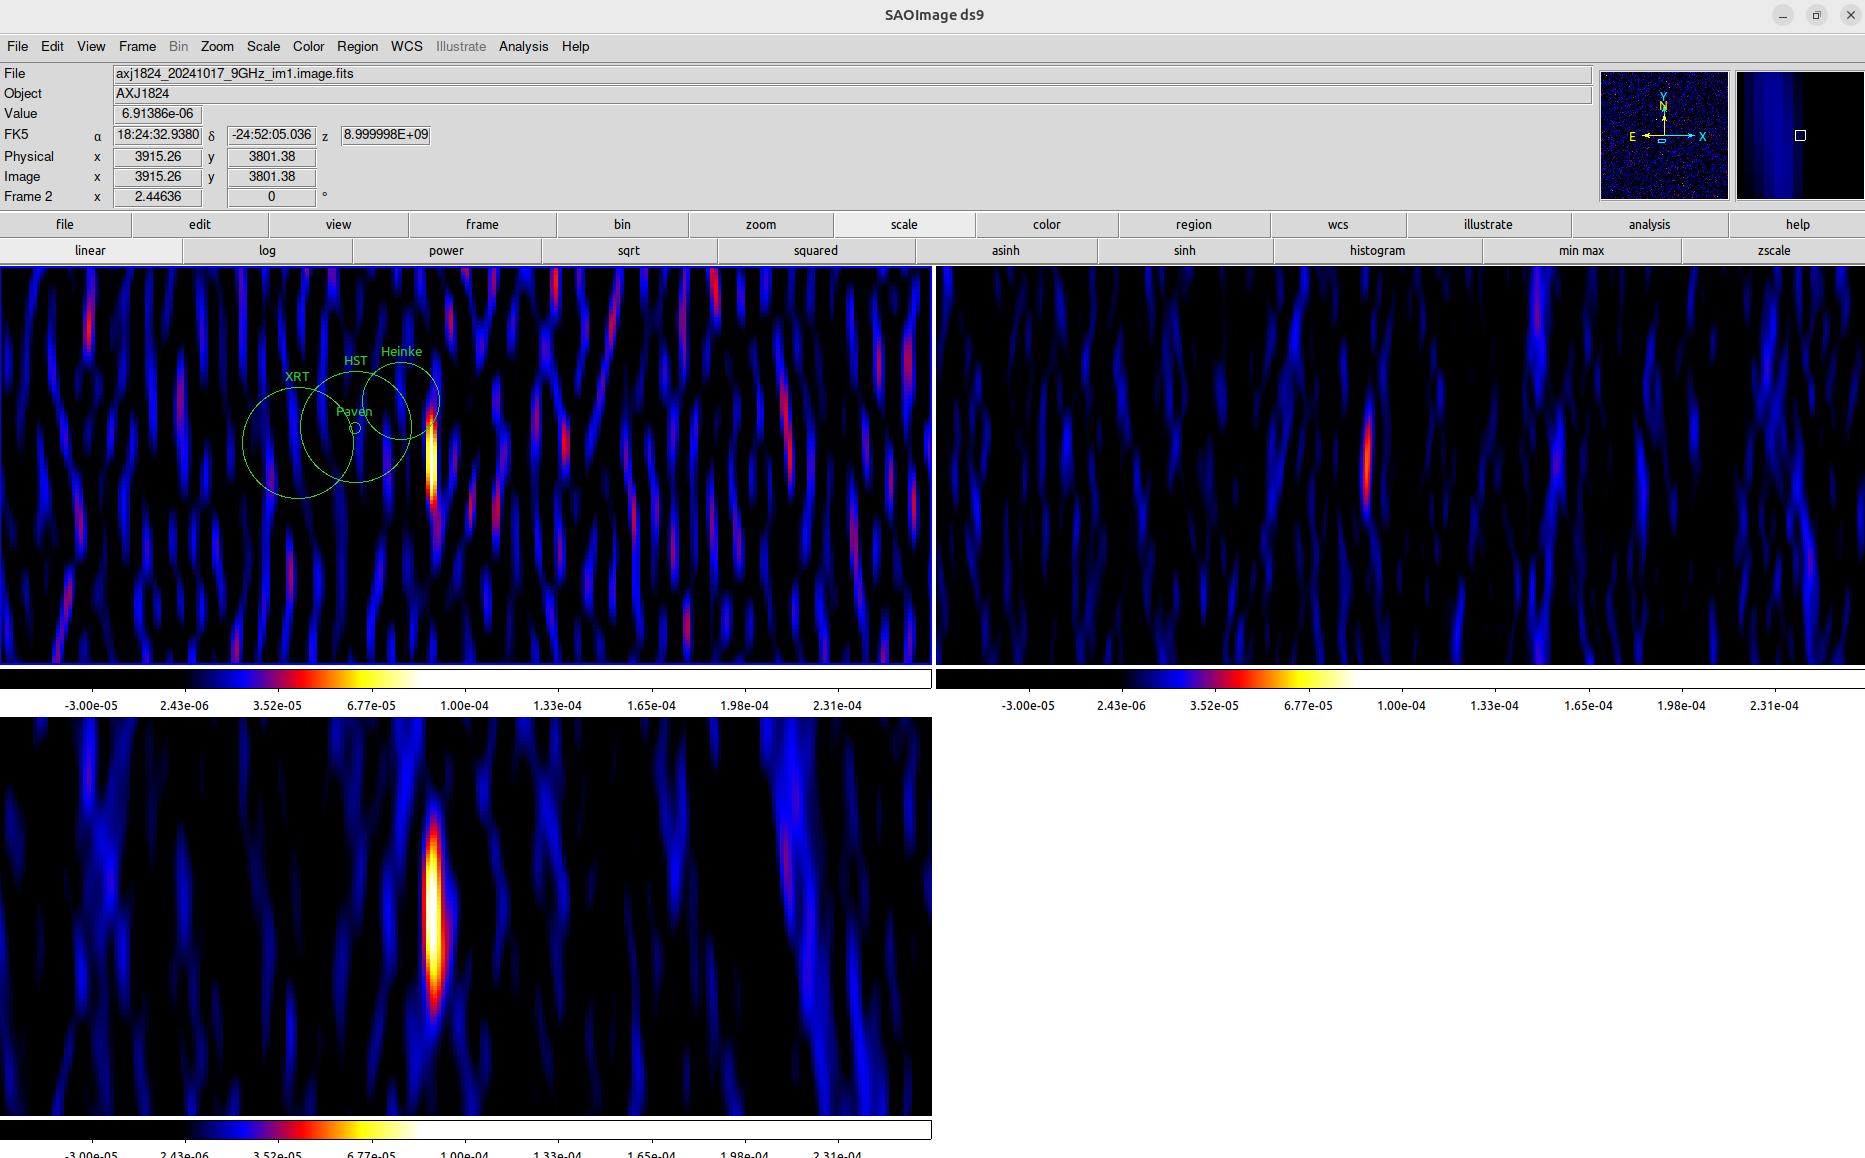 SAOImage ds9
File Edit View Frame Bin Zoom Scale Color Region WCS Illustrate Analysis Help
File axj1824_20241017_9GHz_im1.image.fits
Object AXJ1824
Value 6.91386e-06
FK5 α 18:24:32.9380 δ -24:52:05.036 z 8.999998E+09
Physical x 3915.26 y 3801.38
Image x 3915.26 y 3801.38
Frame 2 x 2.44636 0 °
Y
N
E X
file edit view frame bin zoom scale color region wcs illustrate analysis help
linear log power sqrt squared asinh sinh histogram min max zscale
Heinke
HST
XRT
Paven
-3.00e-05 2.43e-06 3.52e-05 6.77e-05 1.00e-04 1.33e-04 1.65e-04 1.98e-04 2.31e-04
-3.00e-05 2.43e-06 3.52e-05 6.77e-05 1.00e-04 1.33e-04 1.65e-04 1.98e-04 2.31e-04
-3.00e-05 2.43e-06 3.52e-05 6.77e-05 1.00e-04 1.33e-04 1.65e-04 1.98e-04 2.31e-04